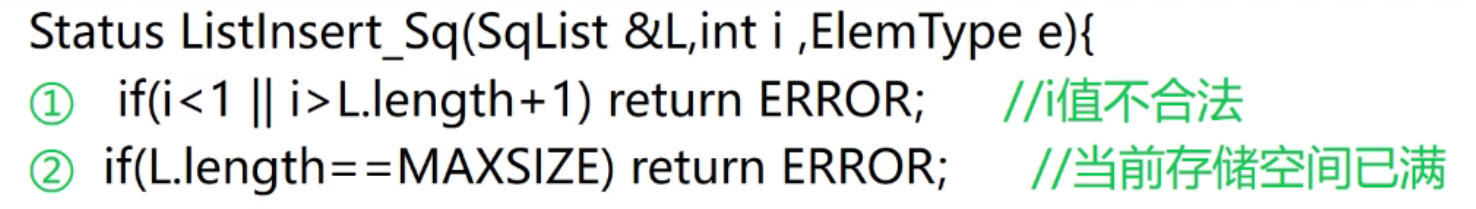 Status ListInsert_Sq(SqList &L,int i ,ElemType e){
① if(i<1 || i>L.length+1) return ERROR; //i值不合法
② if(L.length==MAXSIZE) return ERROR; //当前存储空间已满